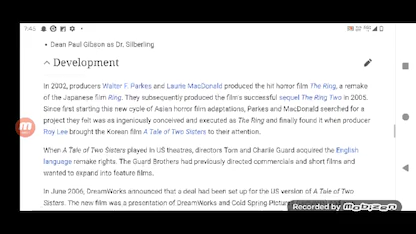 7:45
• Dean Paul Gibson as Dr. Silberling
Development
In 2002, producers Walter F. Parkes and Laurie MacDonald produced the hit horror film The Ring, a remake
of the Japanese film Ring. They subsequently produced the film's successful sequel The Ring Two in 2005.
Since first starting this new cycle of Asian horror film adaptations, Parkes and MacDonald searched for a
project they felt was as ingeniously conceived and executed as The Ring and finally found it when producer
Roy Lee brought the Korean film A Tale of Two Sisters to their attention.
When A Tale of Two Sisters played in US theatres, directors Tom and Charlie Guard acquired the English
language remake rights. The Guard Brothers had previously directed commercials and short films and
wanted to expand into feature films.
In June 2006, DreamWorks announced that a deal had been set up for the US version of A Tale of Two
Sisters. The new film was a presentation of DreamWorks and Cold Spring Pictures
Recorded by Mobizen